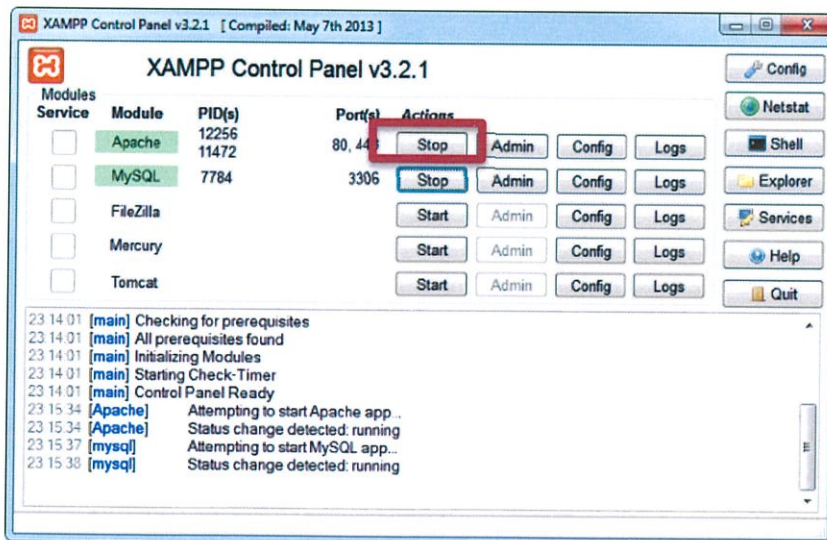 XAMPP Control Panel v3.2.1 [ Compiled: May 7th 2013 ]
XAMPP Control Panel v3.2.1
Config
Modules
Service Module PID(s) Port(s) Actions
Netstat
Apache 12256 11472 80, 443 Stop Admin Config Logs
Shell
MySQL 7784 3306 Stop Admin Config Logs
Explorer
FileZilla Start Admin Config Logs
Services
Mercury Start Admin Config Logs
Help
Tomcat Start Admin Config Logs
Quit
23:14:01 [main] Checking for prerequisites
23:14:01 [main] All prerequisites found
23:14:01 [main] Initializing Modules
23:14:01 [main] Starting Check-Timer
23:14:01 [main] Control Panel Ready
23:15:34 [Apache] Attempting to start Apache app...
23:15:34 [Apache] Status change detected: running
23:15:37 [mysql] Attempting to start MySQL app...
23:15:38 [mysql] Status change detected: running